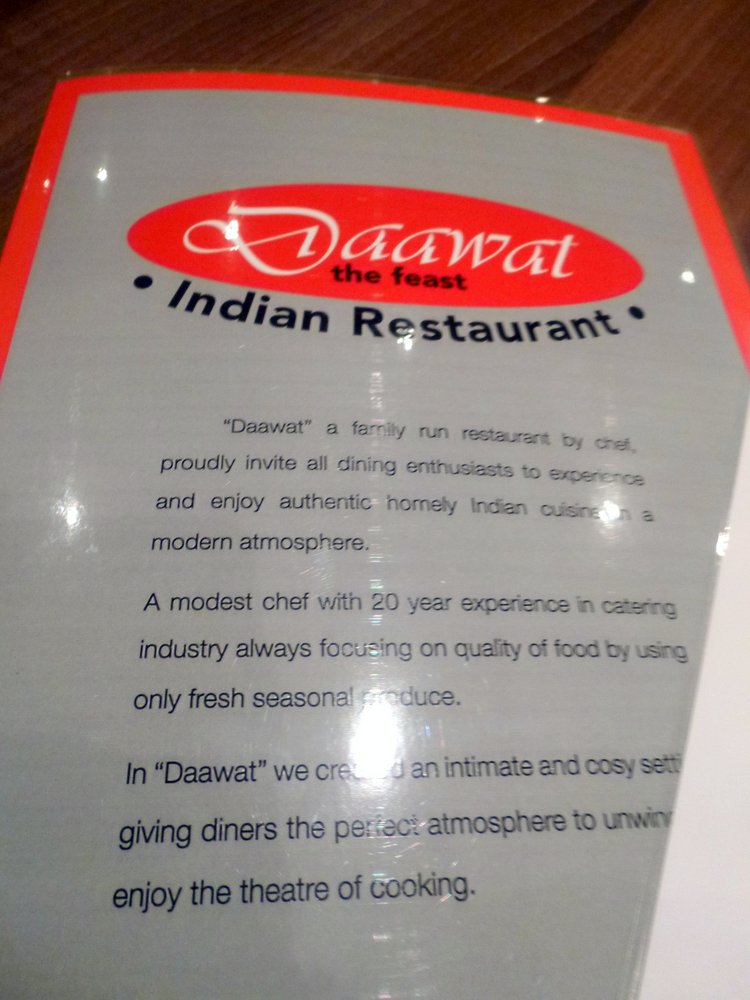 Daawat
the feast
• Indian Restaurant •
"Daawat" a family run restaurant by chef,
proudly invite all dining enthusiasts to experience
and enjoy authentic homely Indian cuisine in a
modern atmosphere.
A modest chef with 20 year experience in catering
industry always focusing on quality of food by using
only fresh seasonal produce.
In "Daawat" we created an intimate and cosy
giving diners the perfect atmosphere to
enjoy the theatre of cooking.